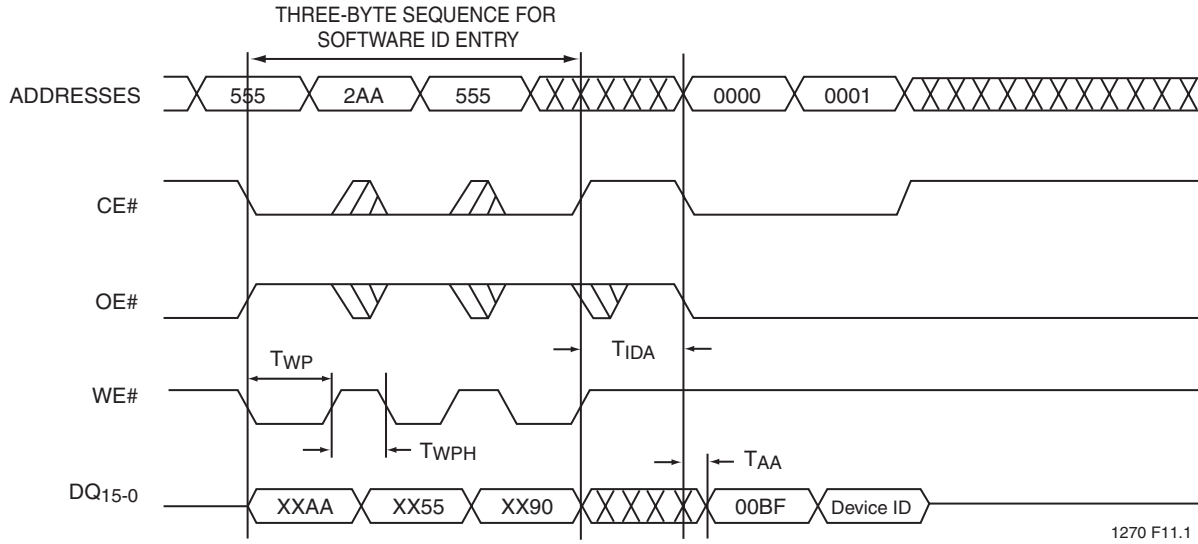 THREE-BYTE SEQUENCE FOR
SOFTWARE ID ENTRY
ADDRESSES 555 2AA 555 0000 0001
CE#
OE#
TWP TIDA
WE#
TWPH TAA
DQ15-0 XXAA XX55 XX90 00BF Device ID
1270 F11.1